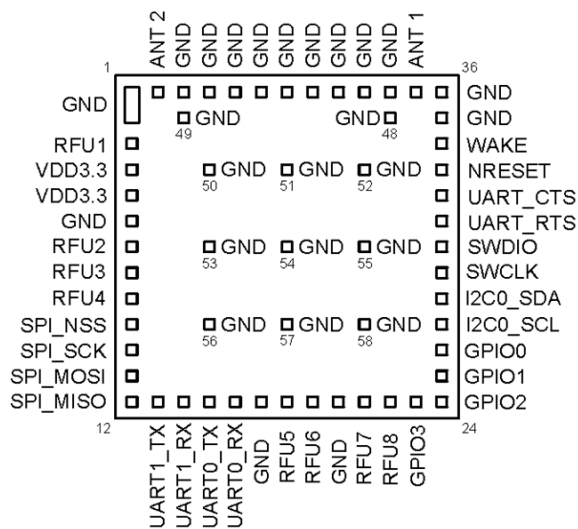 ANT 2
GND
GND
GND
GND
GND
GND
GND
GND
GND
ANT 1
1
36
GND
GND
49 GND
GND 48
GND
RFU1
WAKE
VDD3.3
GND 50
GND 51
GND 52
NRESET
VDD3.3
UART_CTS
GND
UART_RTS
RFU2
GND 53
GND 54
GND 55
SWDIO
RFU3
SWCLK
RFU4
I2C0_SDA
SPI_NSS
GND 56
GND 57
GND 58
I2C0_SCL
SPI_SCK
GPIO0
SPI_MOSI
GPIO1
SPI_MISO
GPIO2
12
24
UART1_TX
UART1_RX
UART0_TX
UART0_RX
GND
RFU5
RFU6
GND
RFU7
RFU8
GPIO3